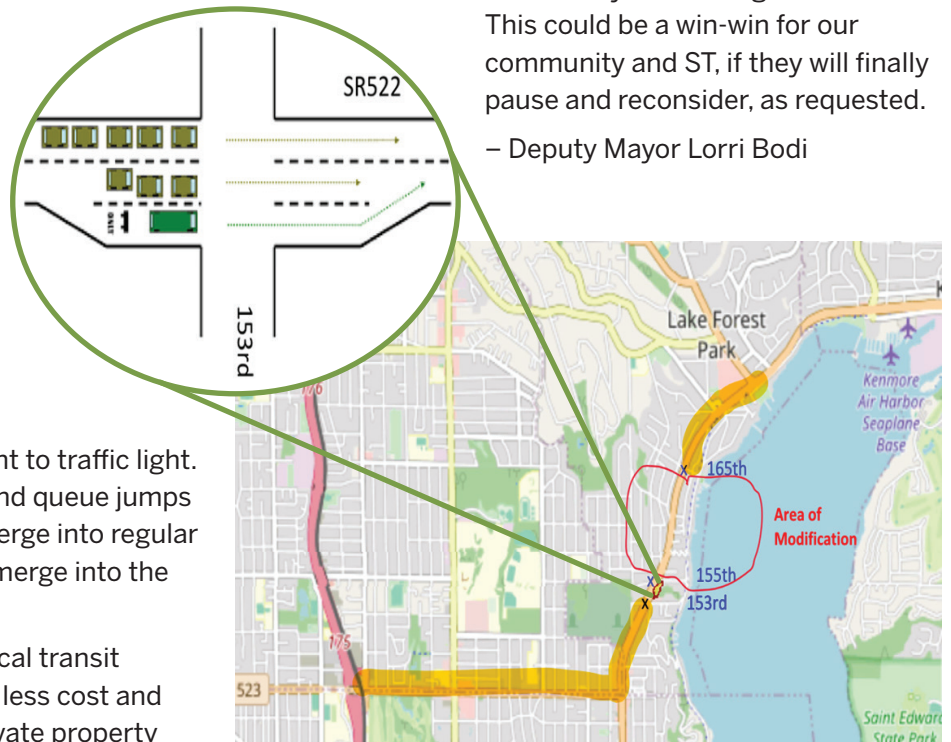 This could be a win-win for our
community and ST, if they will finally
pause and reconsider, as requested.
– Deputy Mayor Lorri Bodi
SR522
ONLY
153rd
Lake Forest
Park
Kenmore
Air Harbor
Seaplane
Base
165th
Area of
Modification
155th
153rd
x
x
x
176
175
523
Saint Edward
State Park
nt to traffic light.
nd queue jumps
erge into regular
merge into the
cal transit
less cost and
vate property